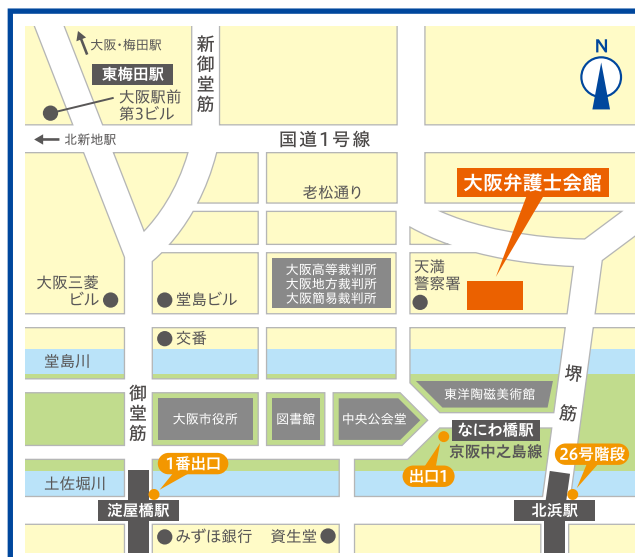 大阪・梅田駅
東梅田駅
大阪駅前
第3ビル
新御堂筋
N
北新地駅
国道1号線
老松通り
大阪弁護士会館
大阪高等裁判所
大阪地方裁判所
大阪簡易裁判所
天満
警察署
大阪三菱
ビル
堂島ビル
交番
堂島川
御堂筋
大阪市役所
図書館
中央公会堂
東洋陶磁美術館
堺筋
なにわ橋駅
京阪中之島線
出口1
26号階段
1番出口
土佐堀川
淀屋橋駅
北浜駅
みずほ銀行
資生堂